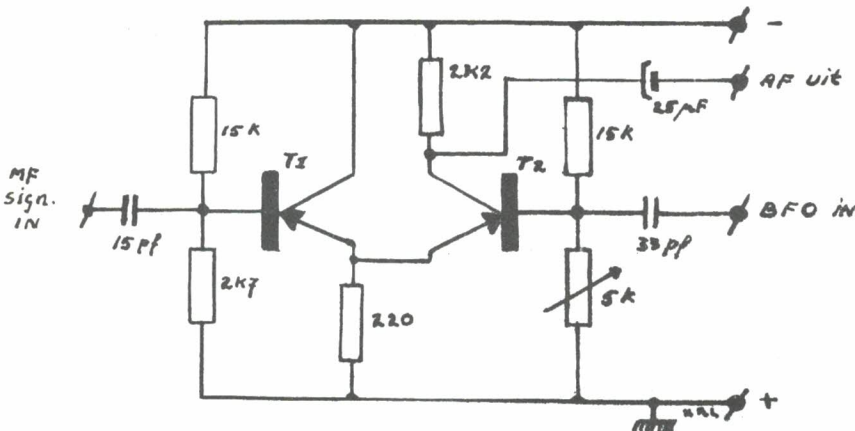 -
2K2
AF uit
25µF
15K
15K
T1
T2
MF
sign.
IN
15pf
BFO in
33pf
2K7
220
5K
+